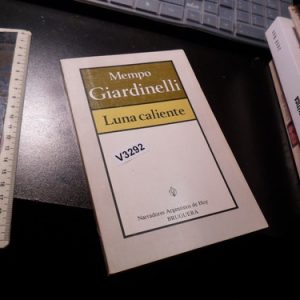 Mempo
Giardinelli
Luna caliente
V3292
Narradores Argentinos de Hoy
BRUGUERA